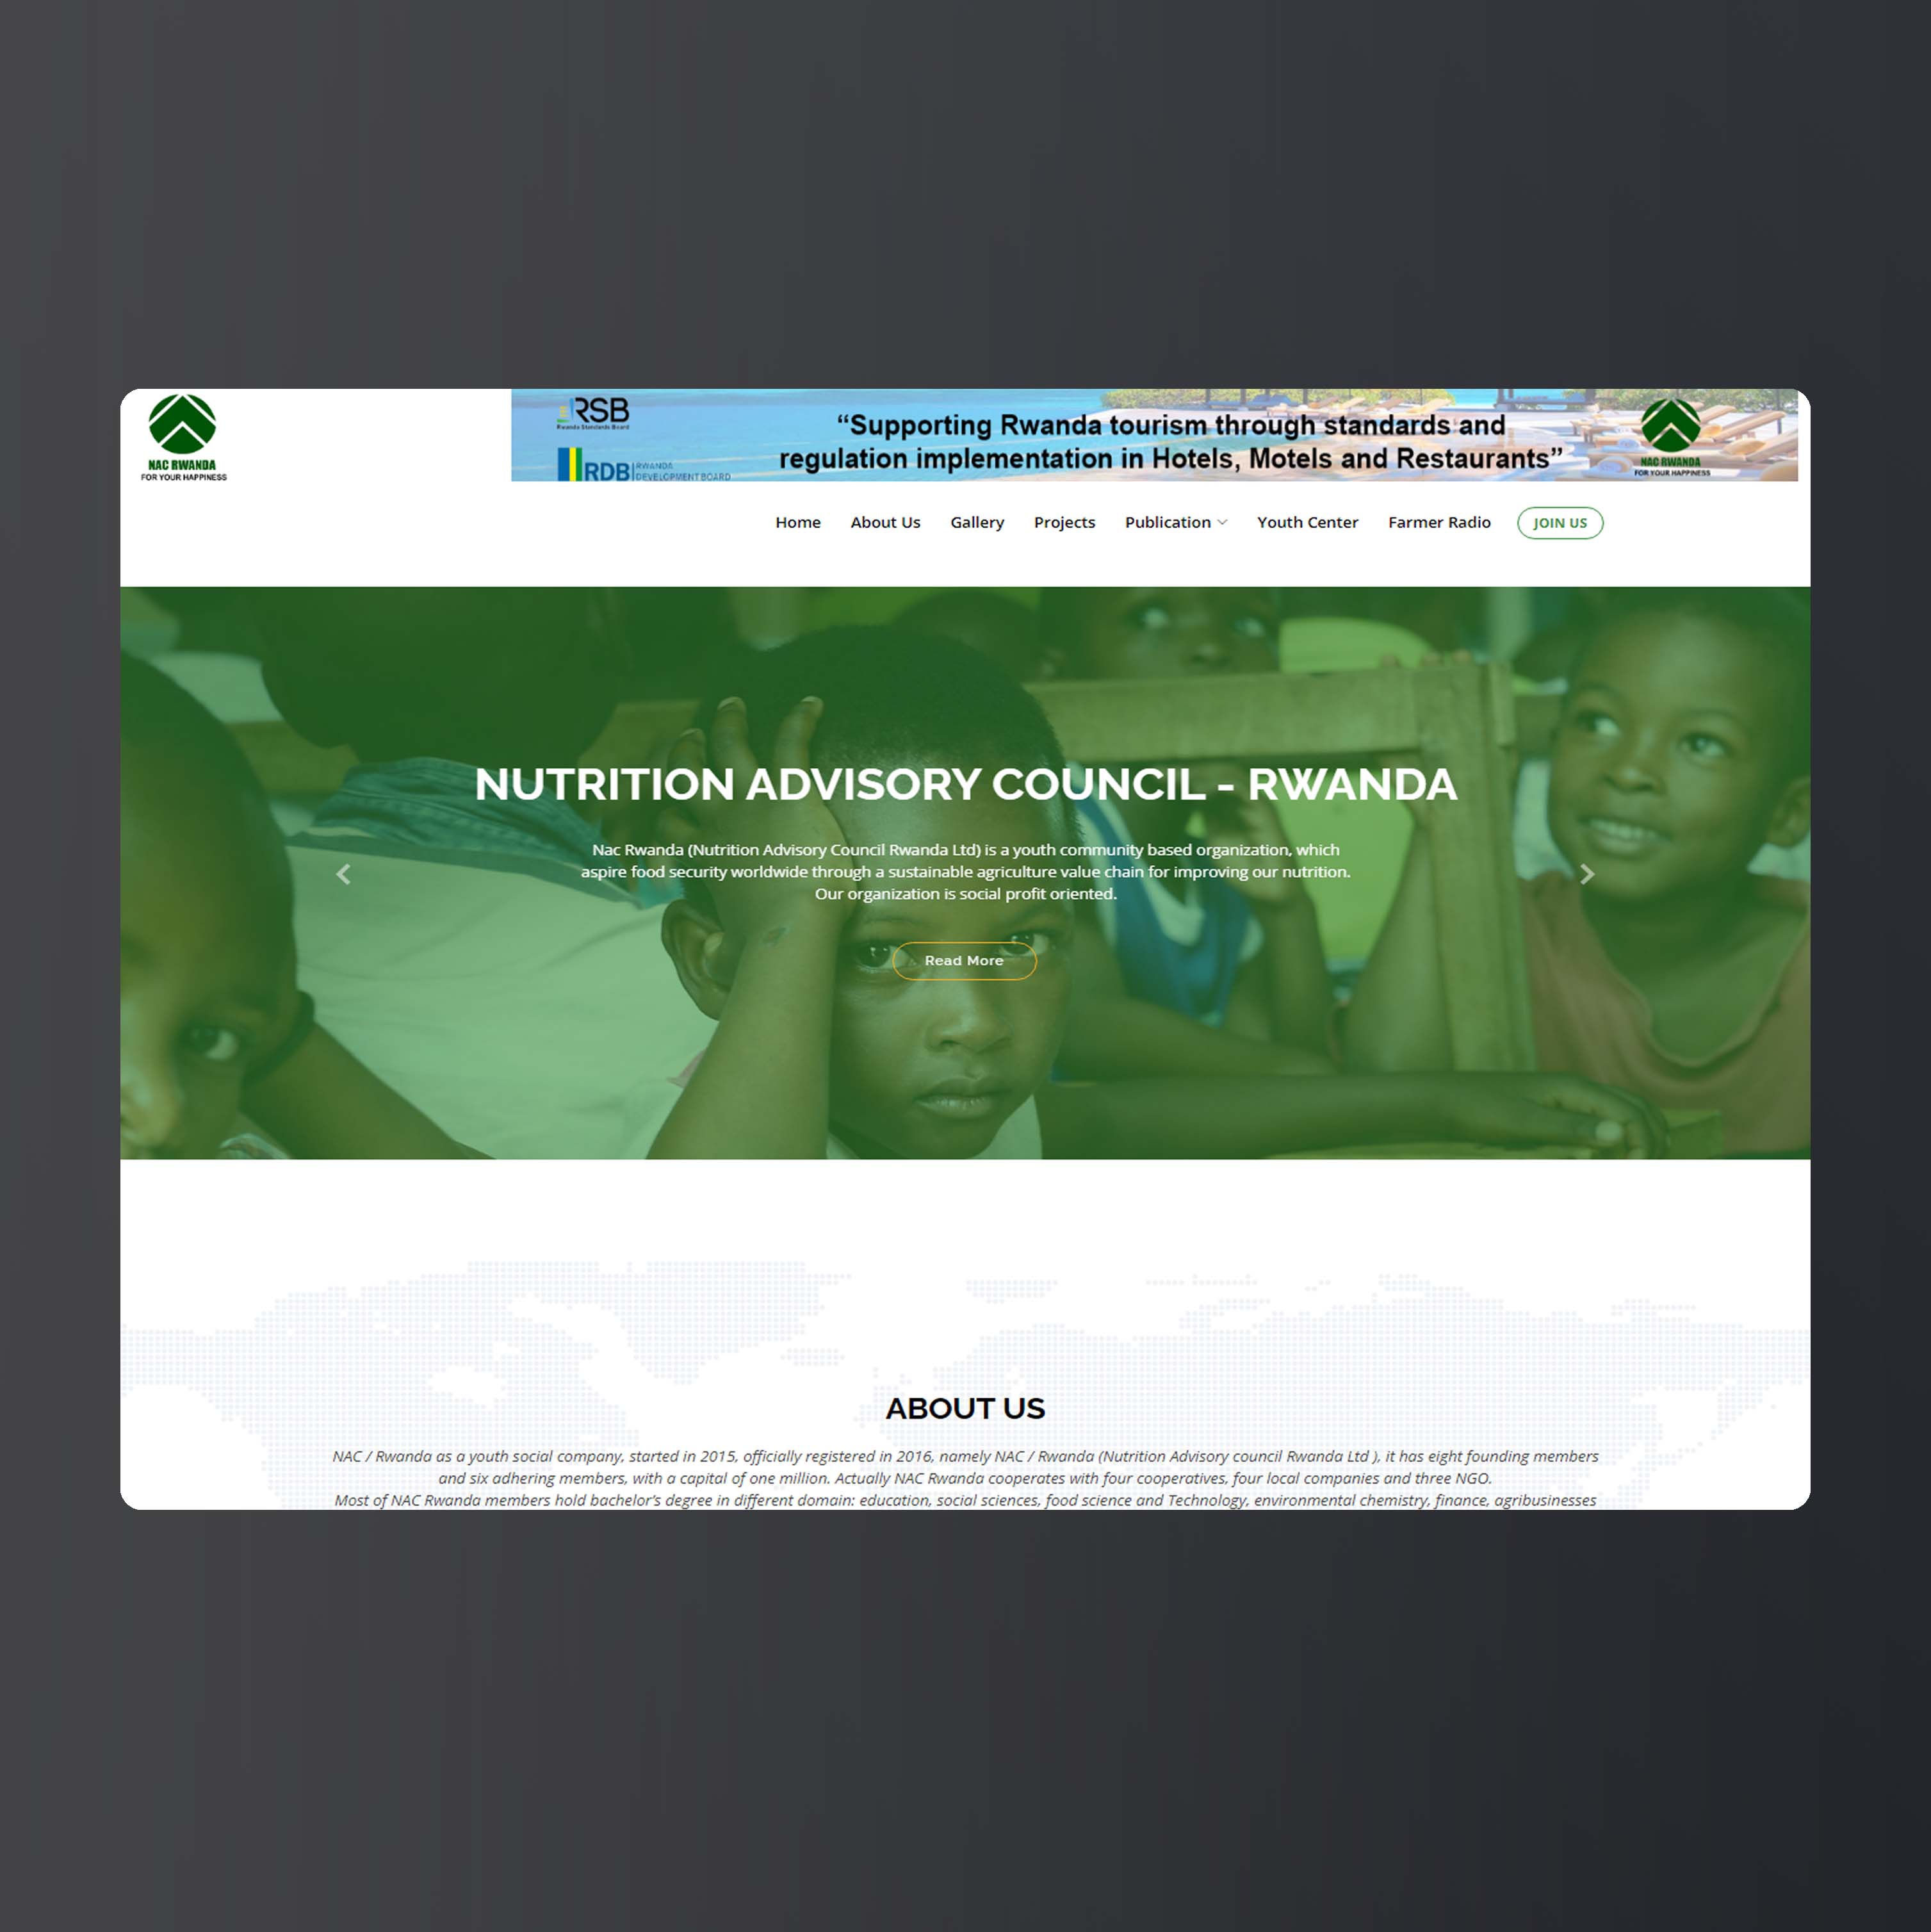 NAC RWANDA
FOR YOUR HAPPINESS
RSB
Rwanda Standards Board
RDB
RWANDA
DEVELOPMENT BOARD
“Supporting Rwanda tourism through standards and
regulation implementation in Hotels, Motels and Restaurants”
NAC RWANDA
FOR YOUR HAPPINESS
Home About Us Gallery Projects Publication Youth Center Farmer Radio JOIN US
NUTRITION ADVISORY COUNCIL - RWANDA
Nac Rwanda (Nutrition Advisory Council Rwanda Ltd) is a youth community based organization, which
aspire food security worldwide through a sustainable agriculture value chain for improving our nutrition.
Our organization is social profit oriented.
Read More
ABOUT US
NAC / Rwanda as a youth social company, started in 2015, officially registered in 2016, namely NAC / Rwanda (Nutrition Advisory council Rwanda Ltd ), it has eight founding members
and six adhering members, with a capital of one million. Actually NAC Rwanda cooperates with four cooperatives, four local companies and three NGO.
Most of NAC Rwanda members hold bachelor’s degree in different domain: education, social sciences, food science and Technology, environmental chemistry, finance, agribusinesses